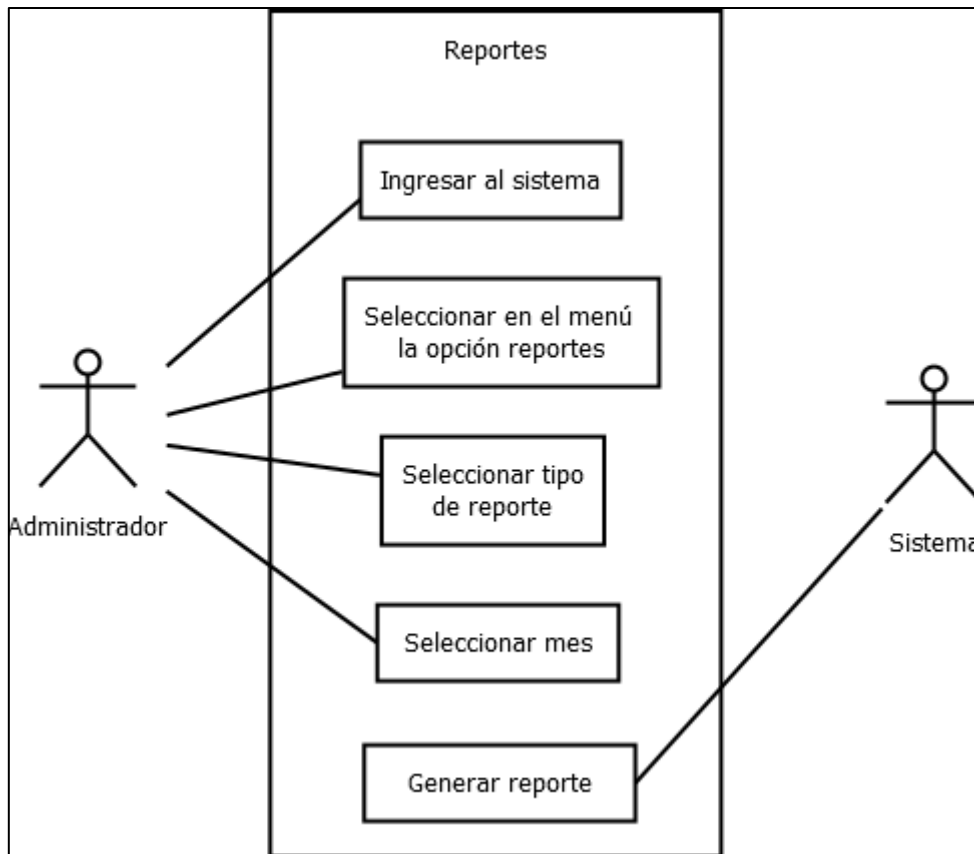 Reportes
Ingresar al sistema
Seleccionar en el menú
la opción reportes
Seleccionar tipo
de reporte
Administrador
Sistema
Seleccionar mes
Generar reporte